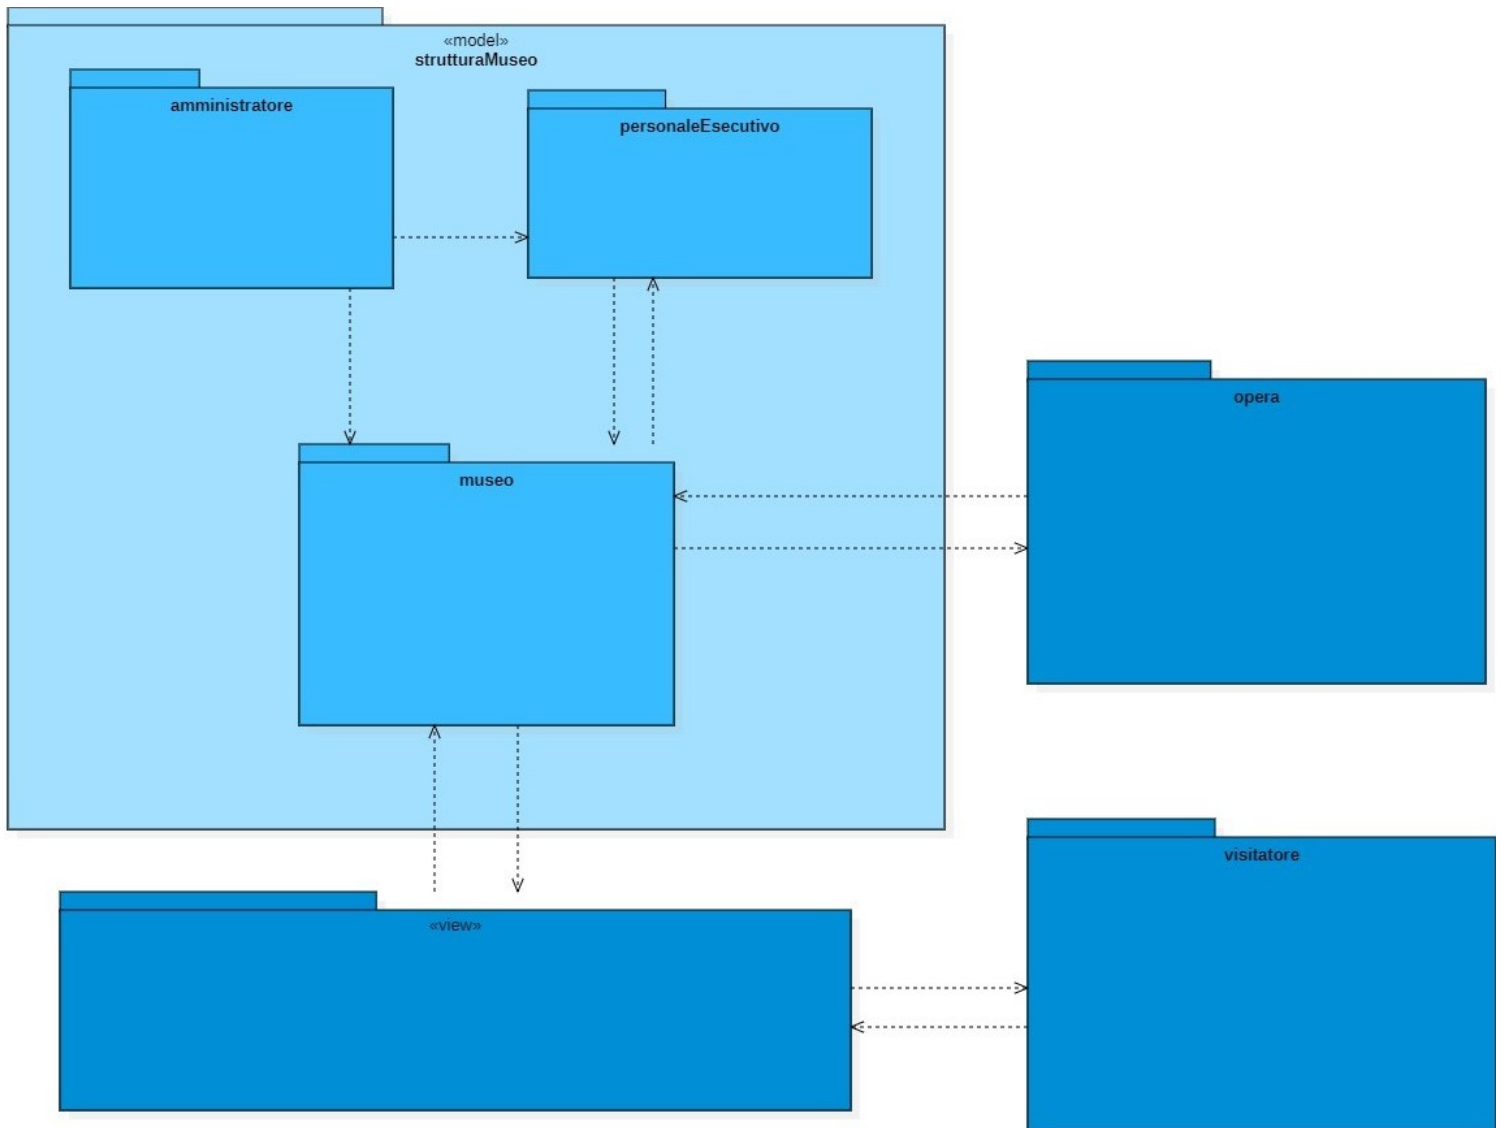 «model»
strutturaMuseo
amministratore
personaleEsecutivo
museo
opera
visitatore
«view»